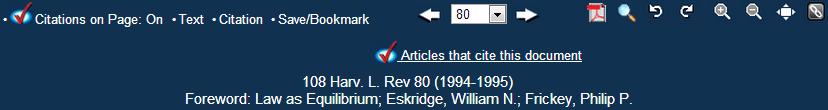 • Citations on Page: On • Text • Citation • Save/Bookmark 80
Articles that cite this document
108 Harv. L. Rev 80 (1994-1995)
Foreword: Law as Equilibrium; Eskridge, William N.; Frickey, Philip P.